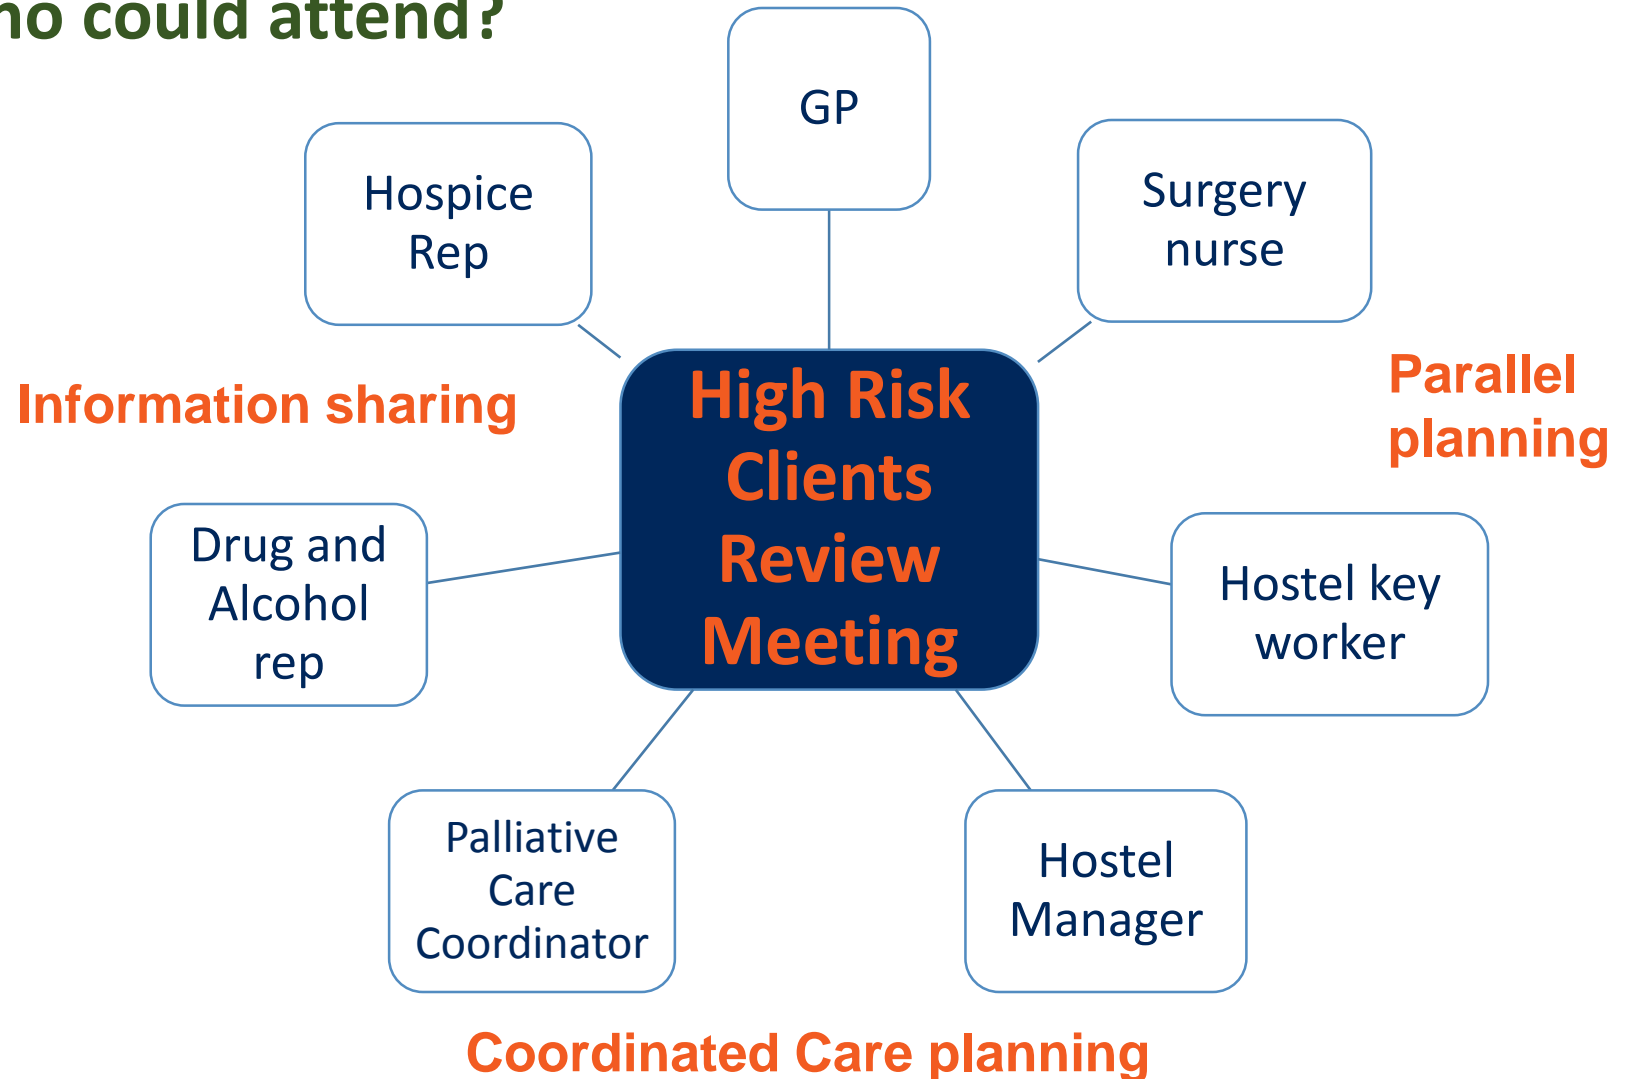 ho could attend?
GP
Hospice
Rep
Surgery
nurse
Information sharing
High Risk
Clients
Review
Meeting
Parallel
planning
Drug and
Alcohol
rep
Hostel key
worker
Palliative
Care
Coordinator
Hostel
Manager
Coordinated Care planning